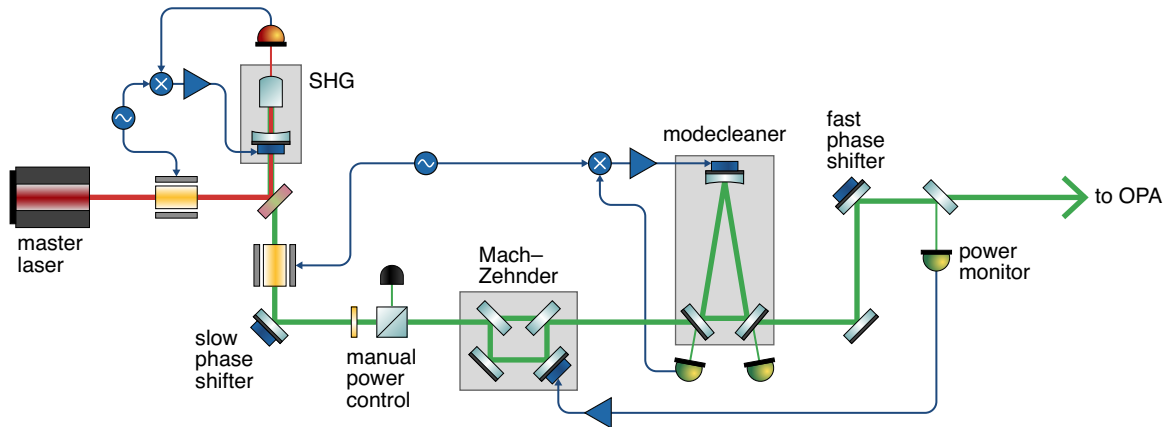 SHG
master
laser
slow
phase
shifter
manual
power
control
Mach–
Zehnder
modecleaner
fast
phase
shifter
to OPA
power
monitor